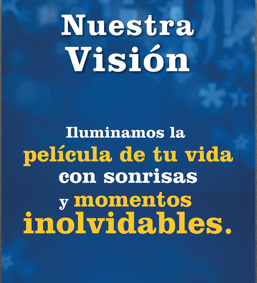 Nuestra
Visión
Iluminamos la
película de tu vida
con sonrisas
y momentos
inolvidables.